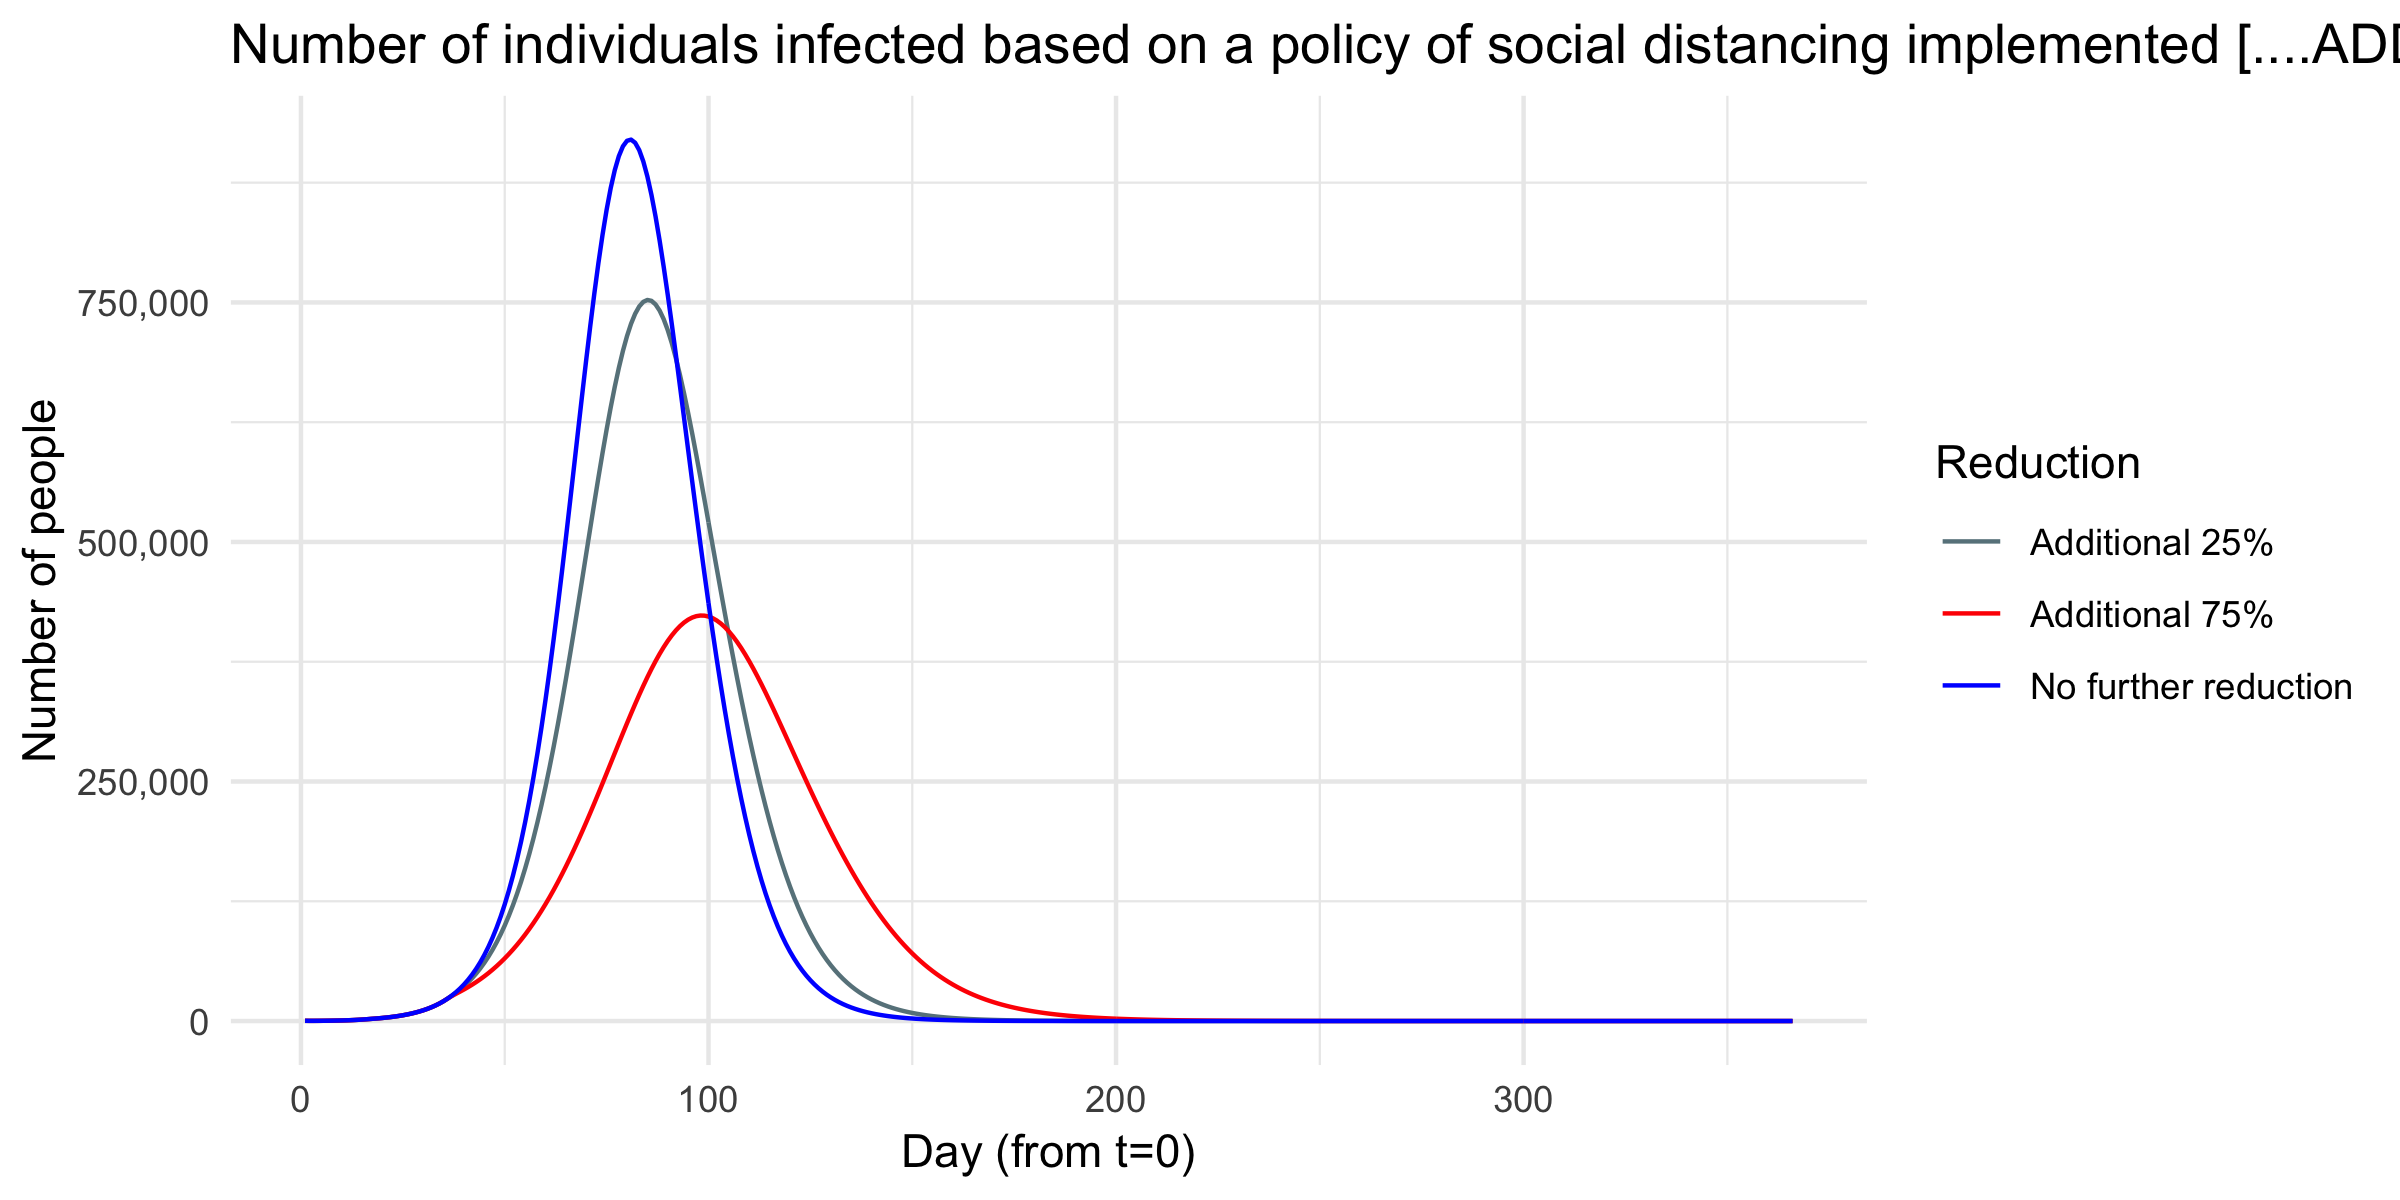 Number of individuals infected based on a policy of social distancing implemented [....ADD
750,000
500,000
250,000
0
0 100 200 300
Number of people
Day (from t=0)
Reduction
Additional 25%
Additional 75%
No further reduction